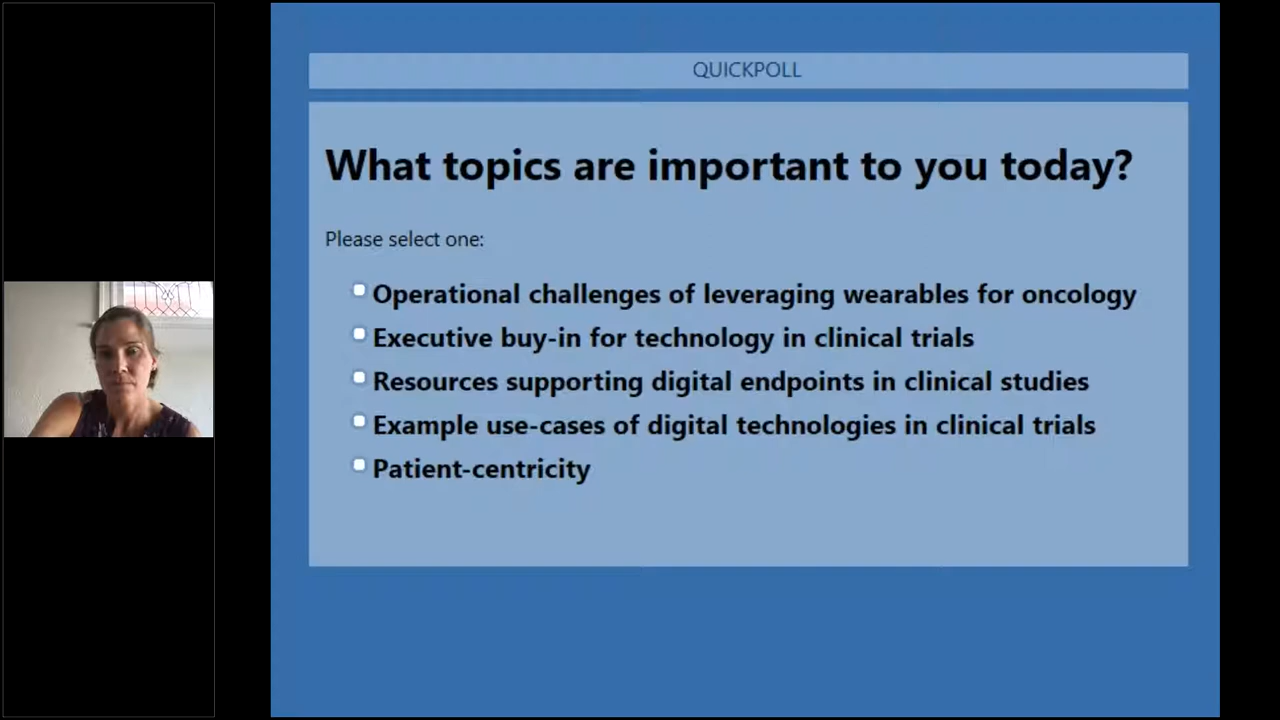 QUICKPOLL
What topics are important to you today?
Please select one:
Operational challenges of leveraging wearables for oncology
Executive buy-in for technology in clinical trials
Resources supporting digital endpoints in clinical studies
Example use-cases of digital technologies in clinical trials
Patient-centricity